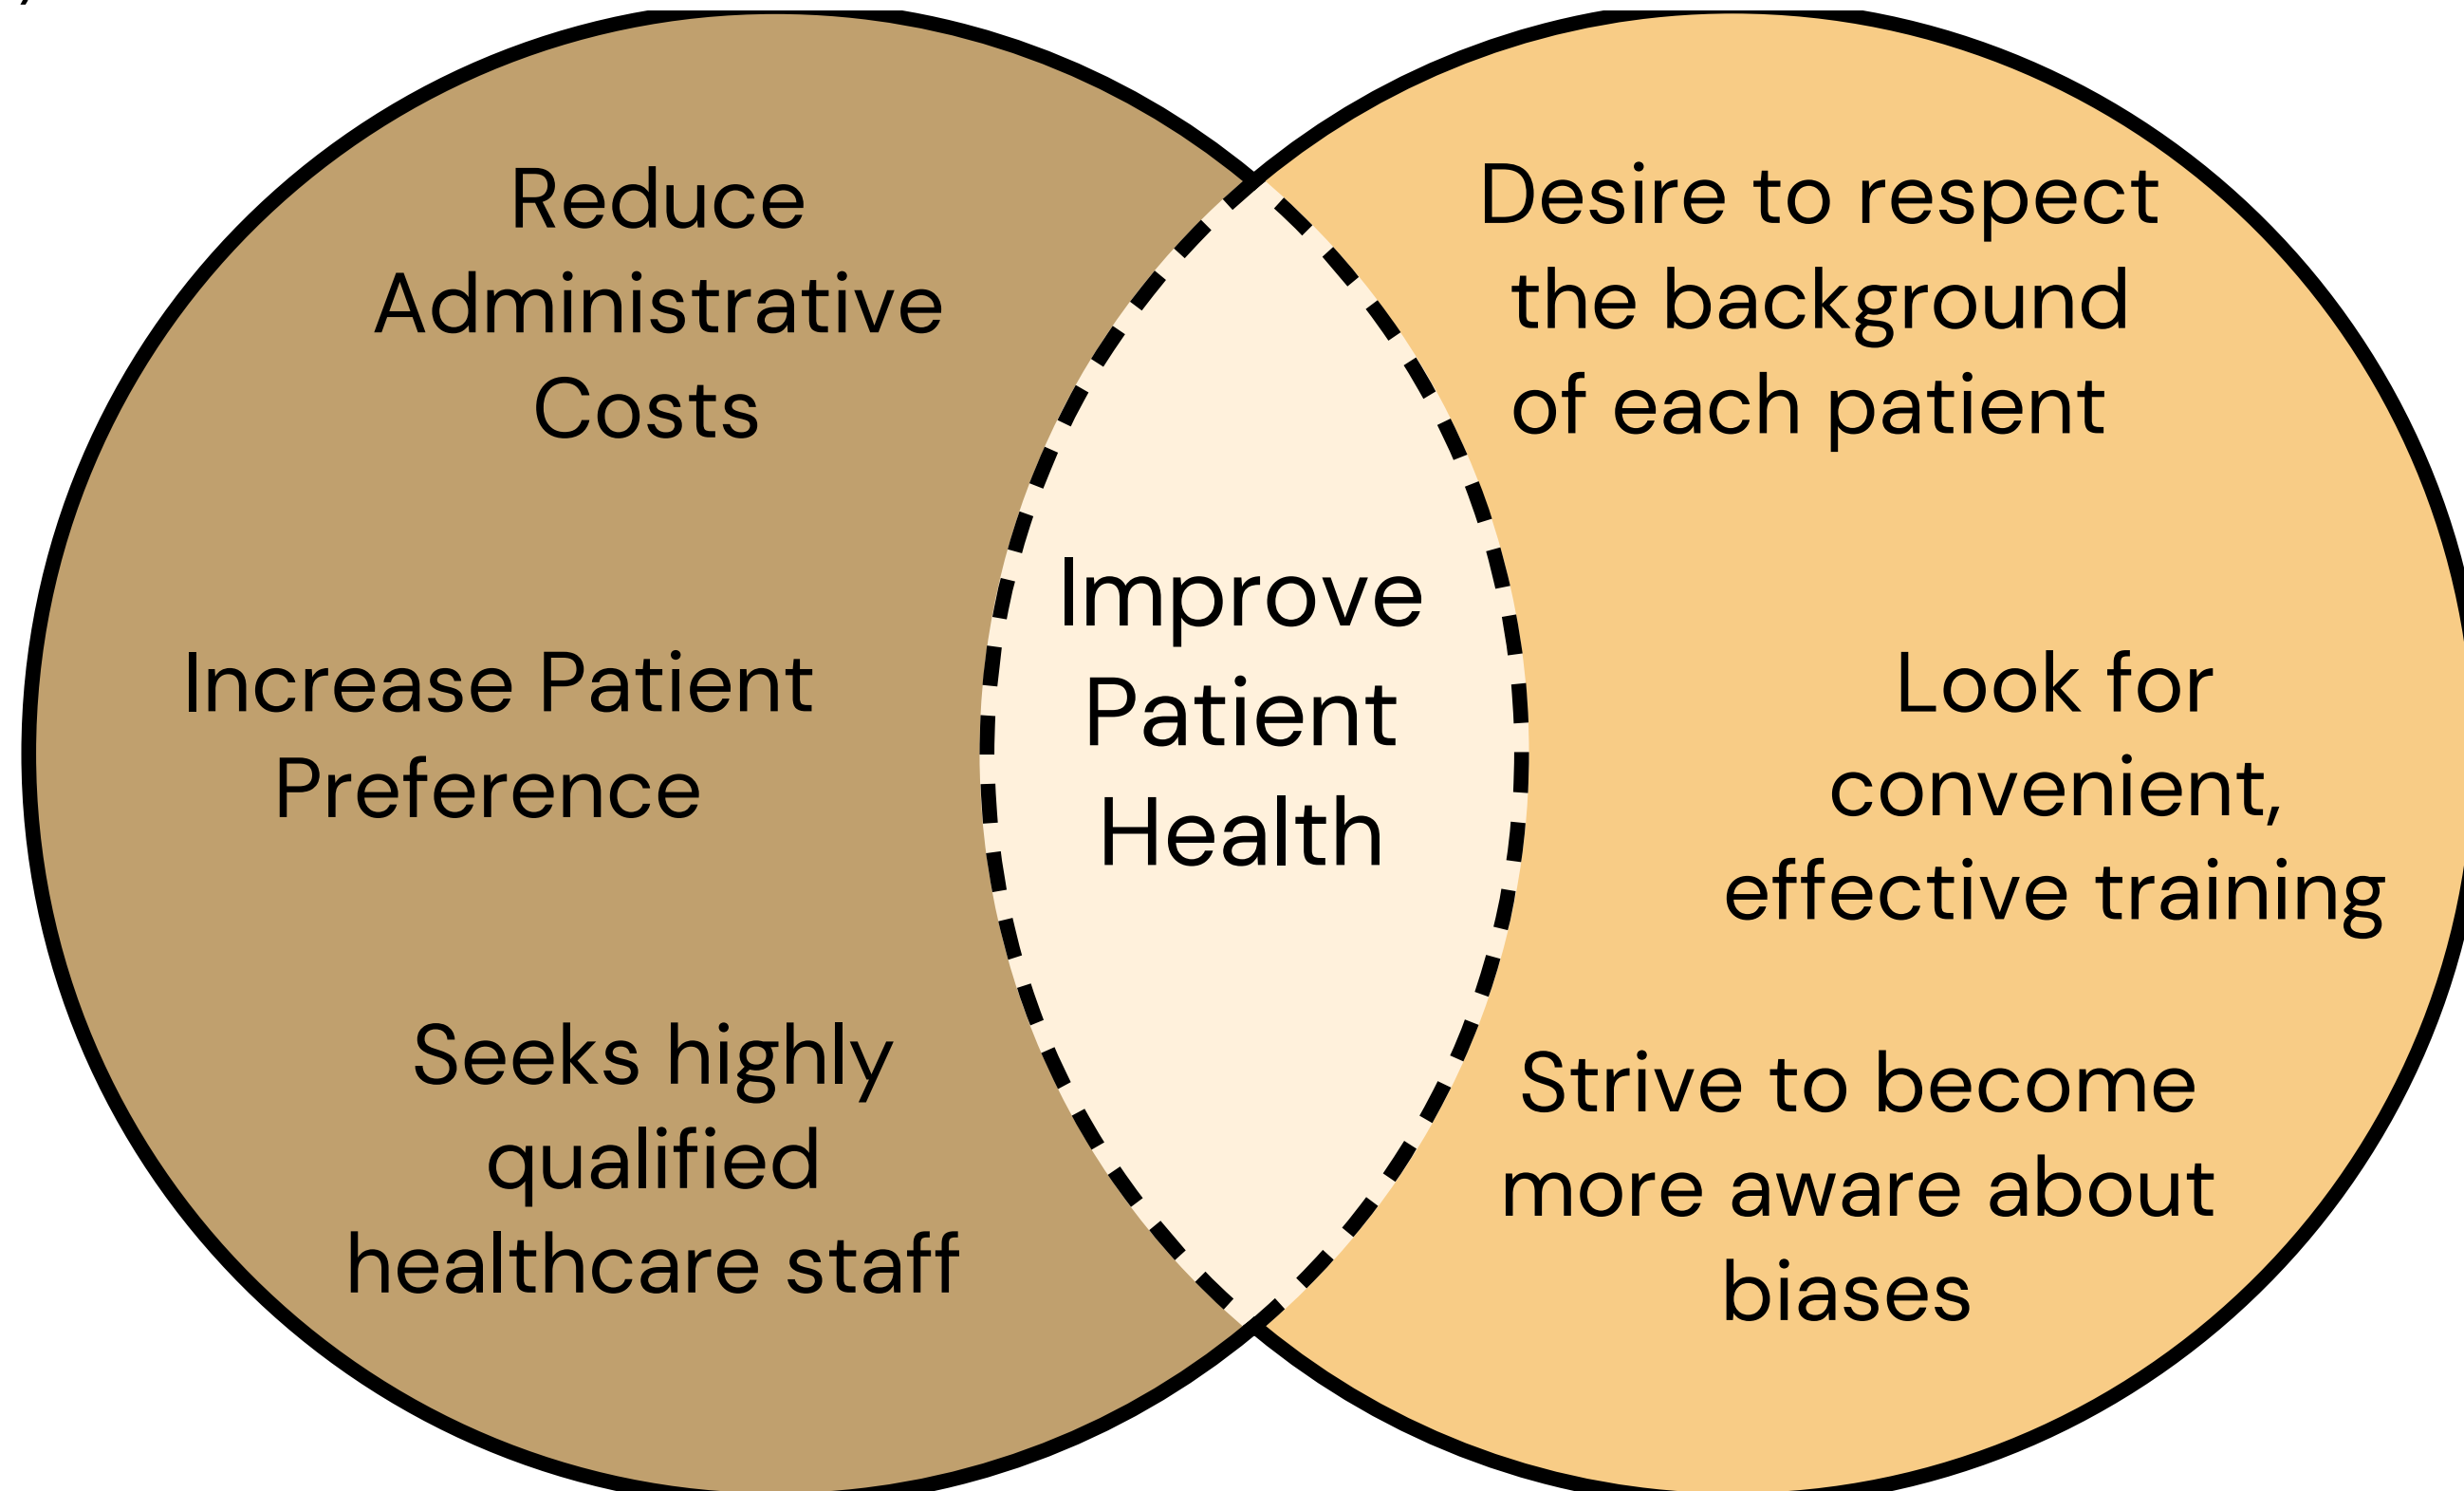 Reduce
Administrative
Costs
Increase Patient
Preference
Seeks highly
qualified
healthcare staff
Improve
Patient
Health
Desire to respect
the background
of each patient
Look for
convenient,
effective training
Strive to become
more aware about
biases